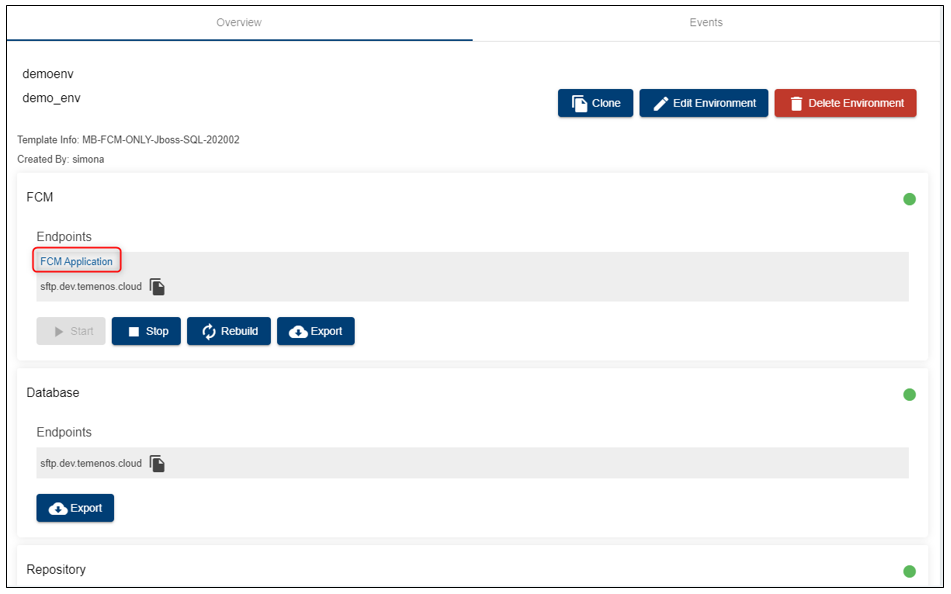 Overview
Events
demoenv
demo_env
Clone
Edit Environment
Delete Environment
Template Info: MB-FCM-ONLY-Jboss-SQL-202002
Created By: simona
FCM
Endpoints
FCM Application
sftp.dev.temenos.cloud
Start
Stop
Rebuild
Export
Database
Endpoints
sftp.dev.temenos.cloud
Export
Repository